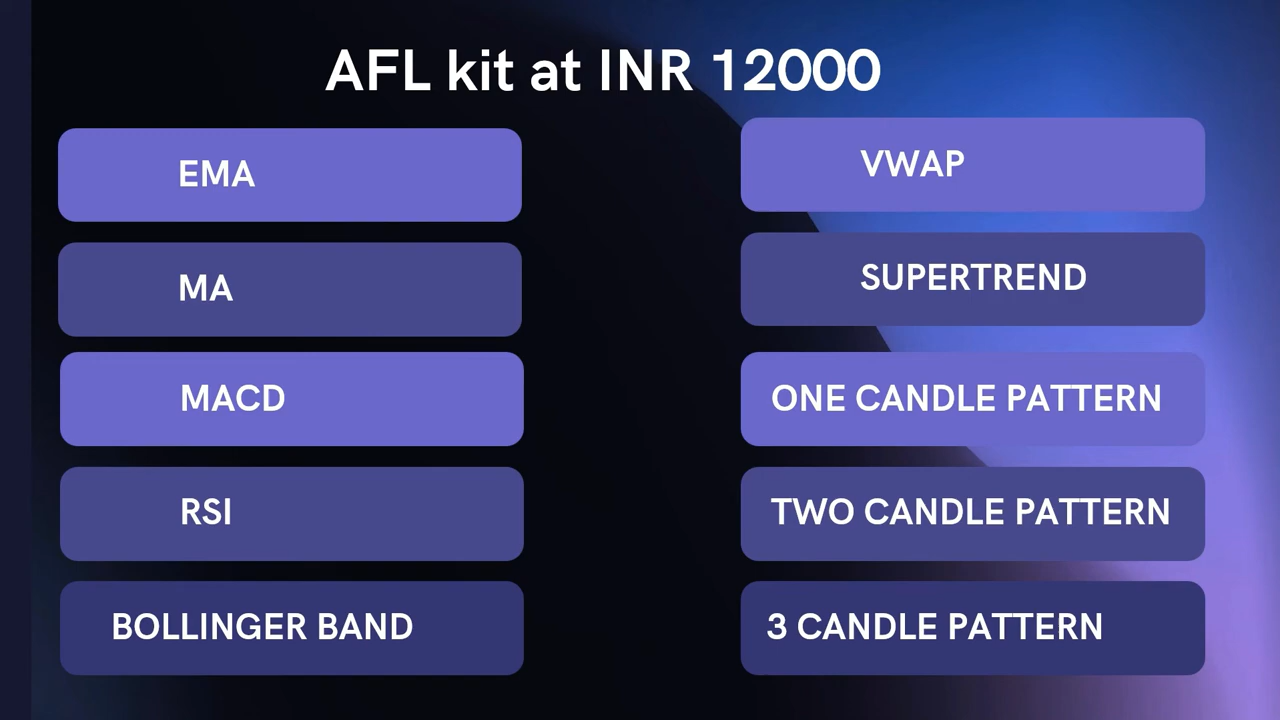 AFL kit at INR 12000
EMA
MA
MACD
RSI
BOLLINGER BAND
VWAP
SUPERTREND
ONE CANDLE PATTERN
TWO CANDLE PATTERN
3 CANDLE PATTERN